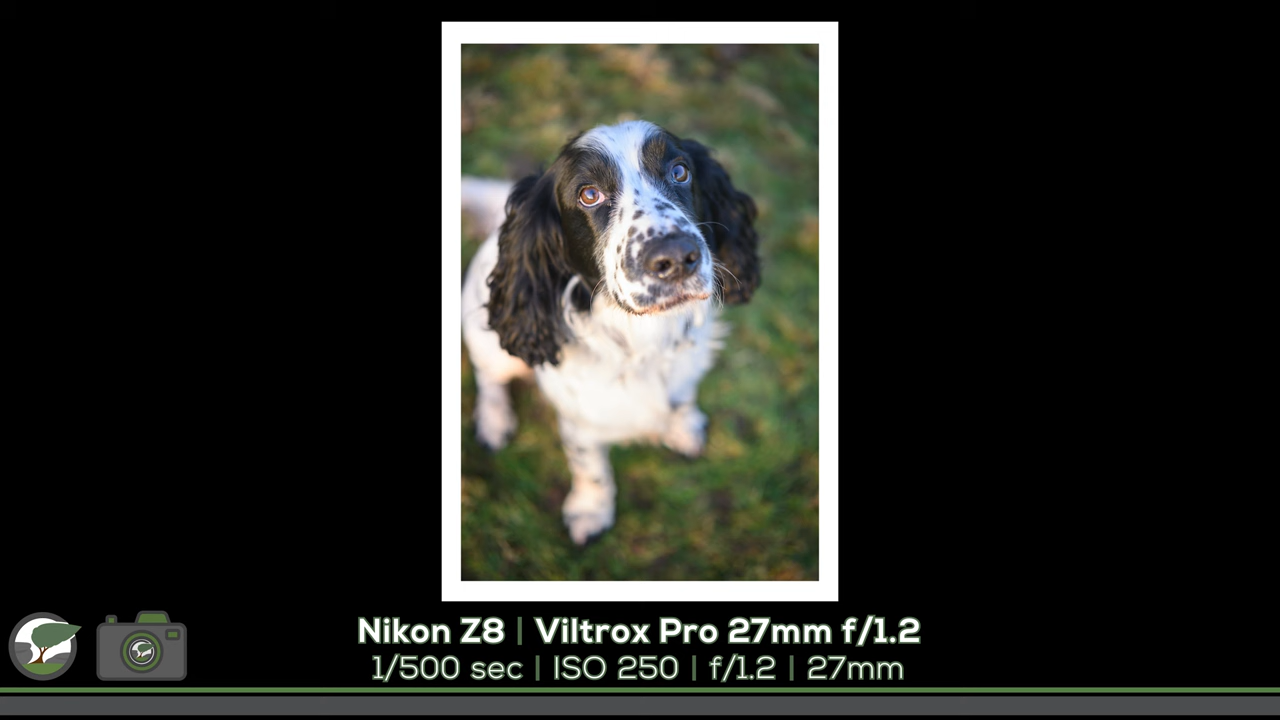 Nikon Z8 | Viltrox Pro 27mm f/1.2
1/500 sec | ISO 250 | f/1.2 | 27mm